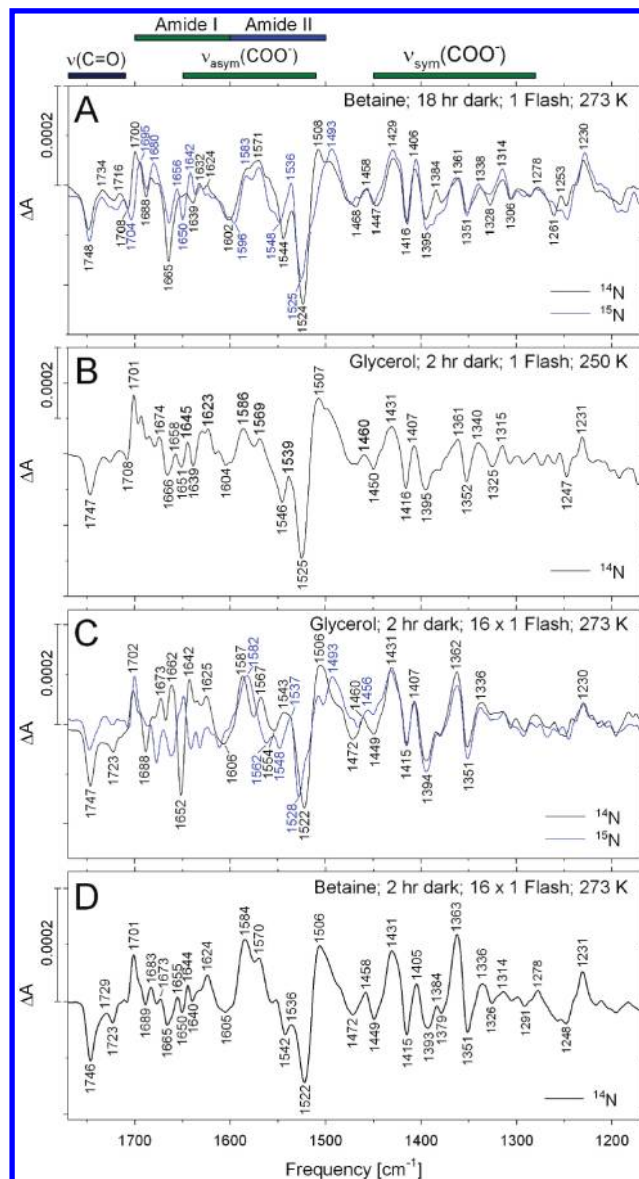 Amide I Amide II
ν(C=O) νasym(COO⁻) νsym(COO⁻)
A Betaine; 18 hr dark; 1 Flash; 273 K
0.0002
ΔA
1734 1716 1700 1695 1680 1656 1642 1632 1624 1583 1571 1536 1508 1493 1458 1429 1406 1384 1361 1338 1314 1278 1253 1230
1748 1708 1704 1688 1665 1650 1639 1602 1596 1548 1544 1525 1524 1468 1447 1416 1395 1351 1328 1306 1261
¹⁴N
¹⁵N
B Glycerol; 2 hr dark; 1 Flash; 250 K
0.0002
ΔA
1701 1674 1658 1645 1623 1586 1569 1539 1507 1460 1431 1407 1361 1340 1315 1231
1747 1708 1666 1651 1639 1604 1546 1525 1450 1416 1395 1352 1325 1247
¹⁴N
C Glycerol; 2 hr dark; 16 x 1 Flash; 273 K
0.0002
ΔA
1702 1673 1662 1642 1625 1587 1582 1567 1543 1537 1506 1493 1460 1456 1431 1407 1362 1336 1230
1747 1723 1688 1652 1606 1562 1554 1548 1528 1522 1472 1449 1415 1394 1351
¹⁴N
¹⁵N
D Betaine; 2 hr dark; 16 x 1 Flash; 273 K
0.0002
ΔA
1729 1701 1683 1673 1655 1644 1624 1584 1570 1536 1506 1458 1431 1405 1384 1363 1336 1314 1278 1231
1746 1723 1689 1665 1650 1640 1605 1542 1522 1472 1449 1415 1393 1379 1351 1326 1291 1248
¹⁴N
1700 1600 1500 1400 1300 1200
Frequency [cm⁻¹]